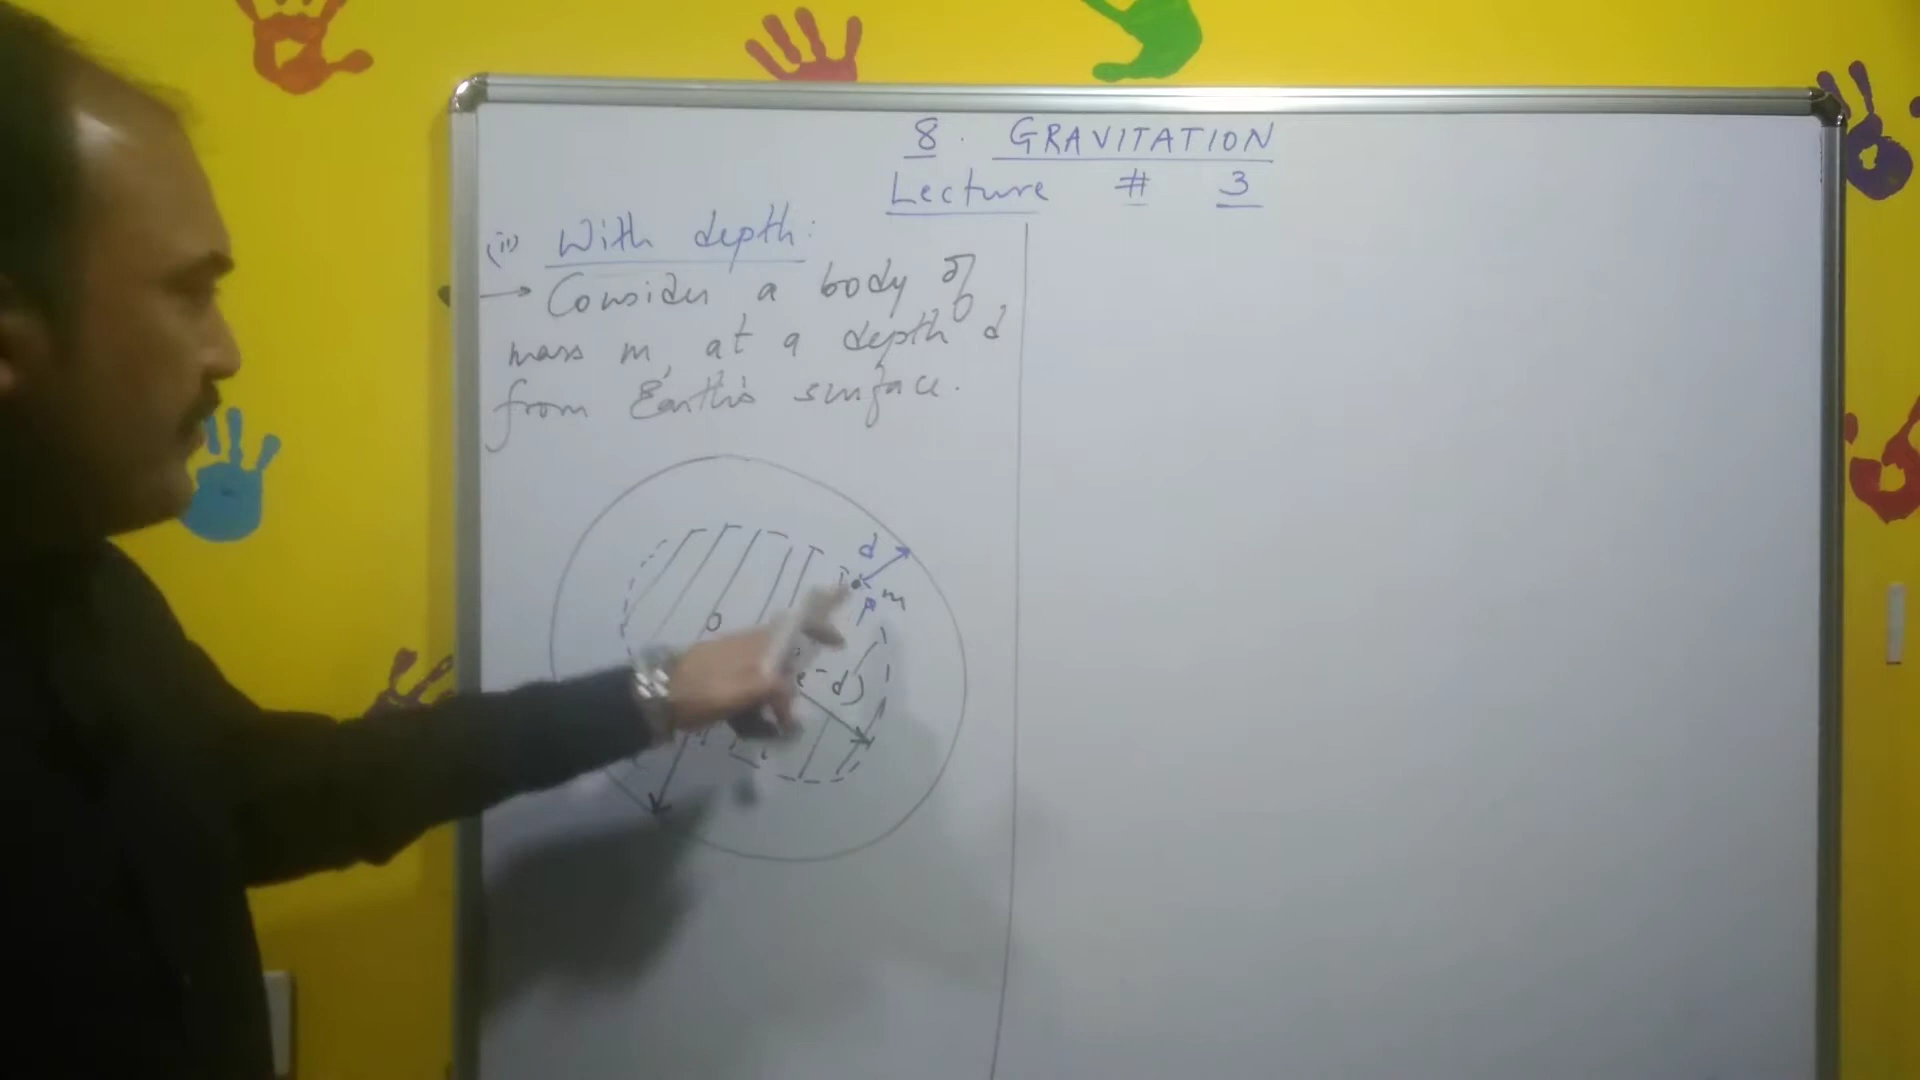 8. GRAVITATION
Lecture # 3
(ii) With depth:
→ Consider a body of
mass m, at a depth d
from Earth's surface.
d
m
P
O
e-d)